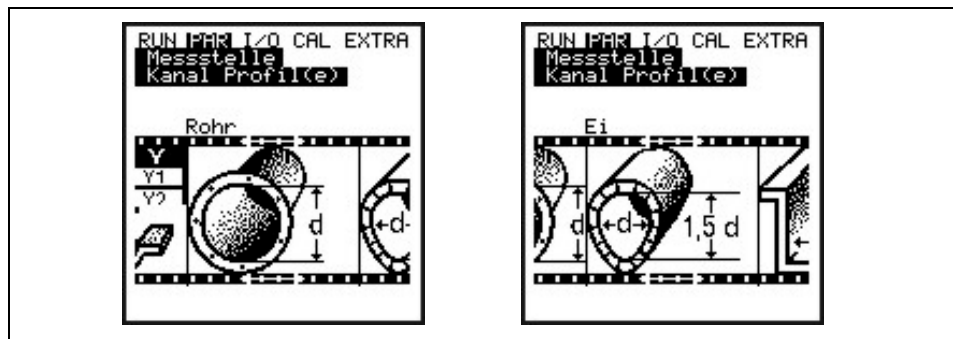 RUN PAR I/O CAL EXTRA
Messstelle
Kanal Profil(e)
Rohr
Y
Y1
Y2
d
d
RUN PAR I/O CAL EXTRA
Messstelle
Kanal Profil(e)
Ei
d
d
1,5 d